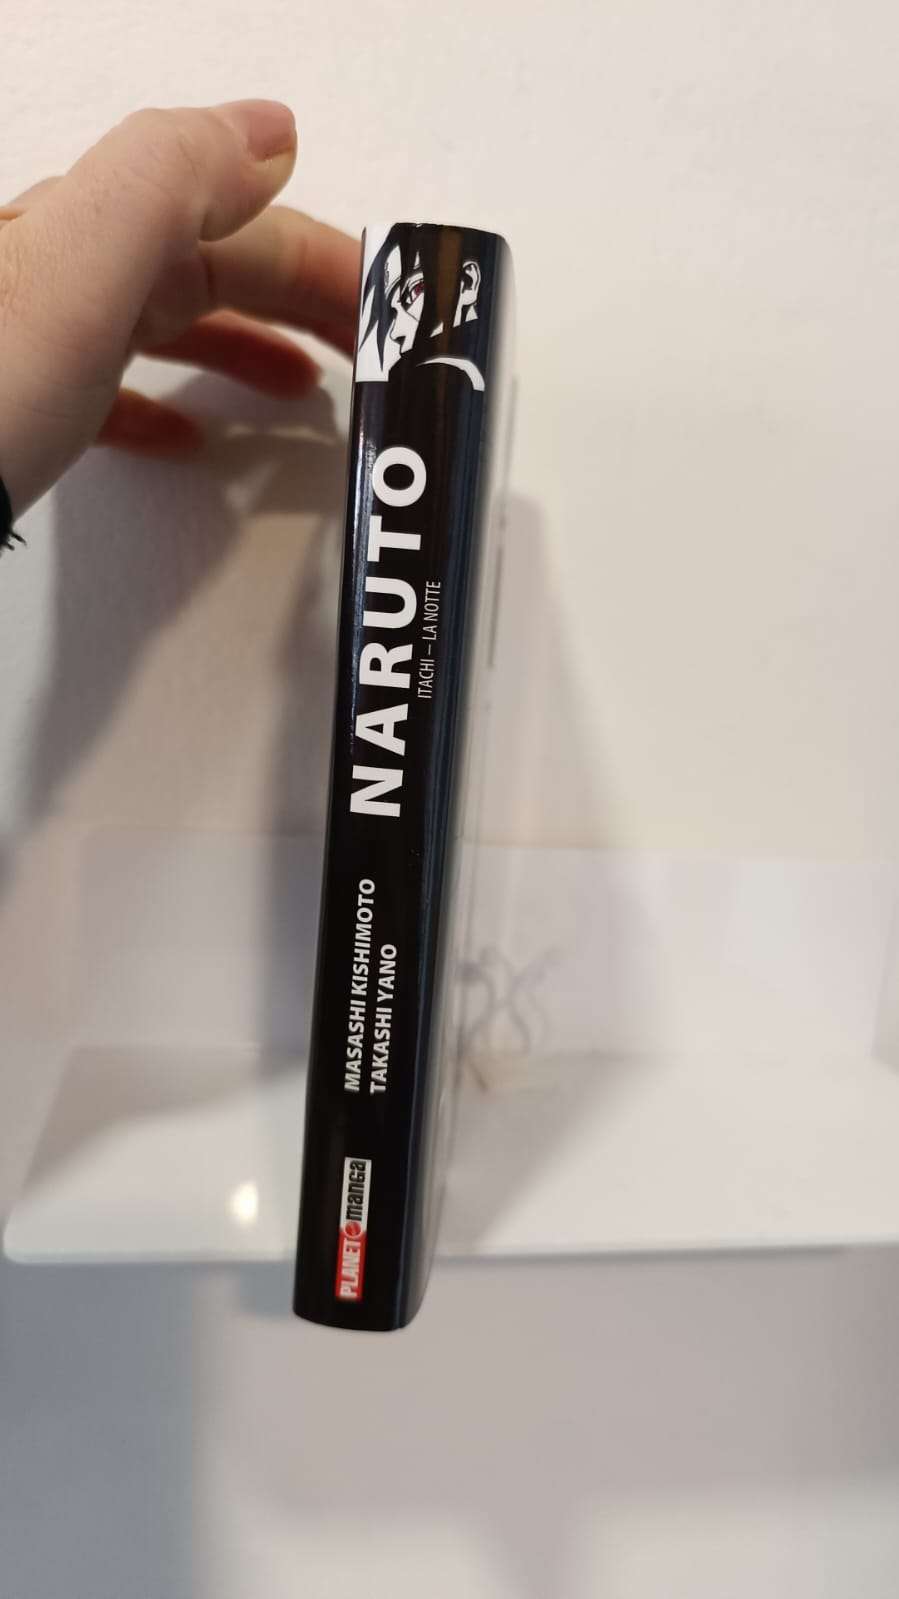 NARUTO
ITACHI – LA NOTTE
MASASHI KISHIMOTO
TAKASHI YANO
PLANET manga